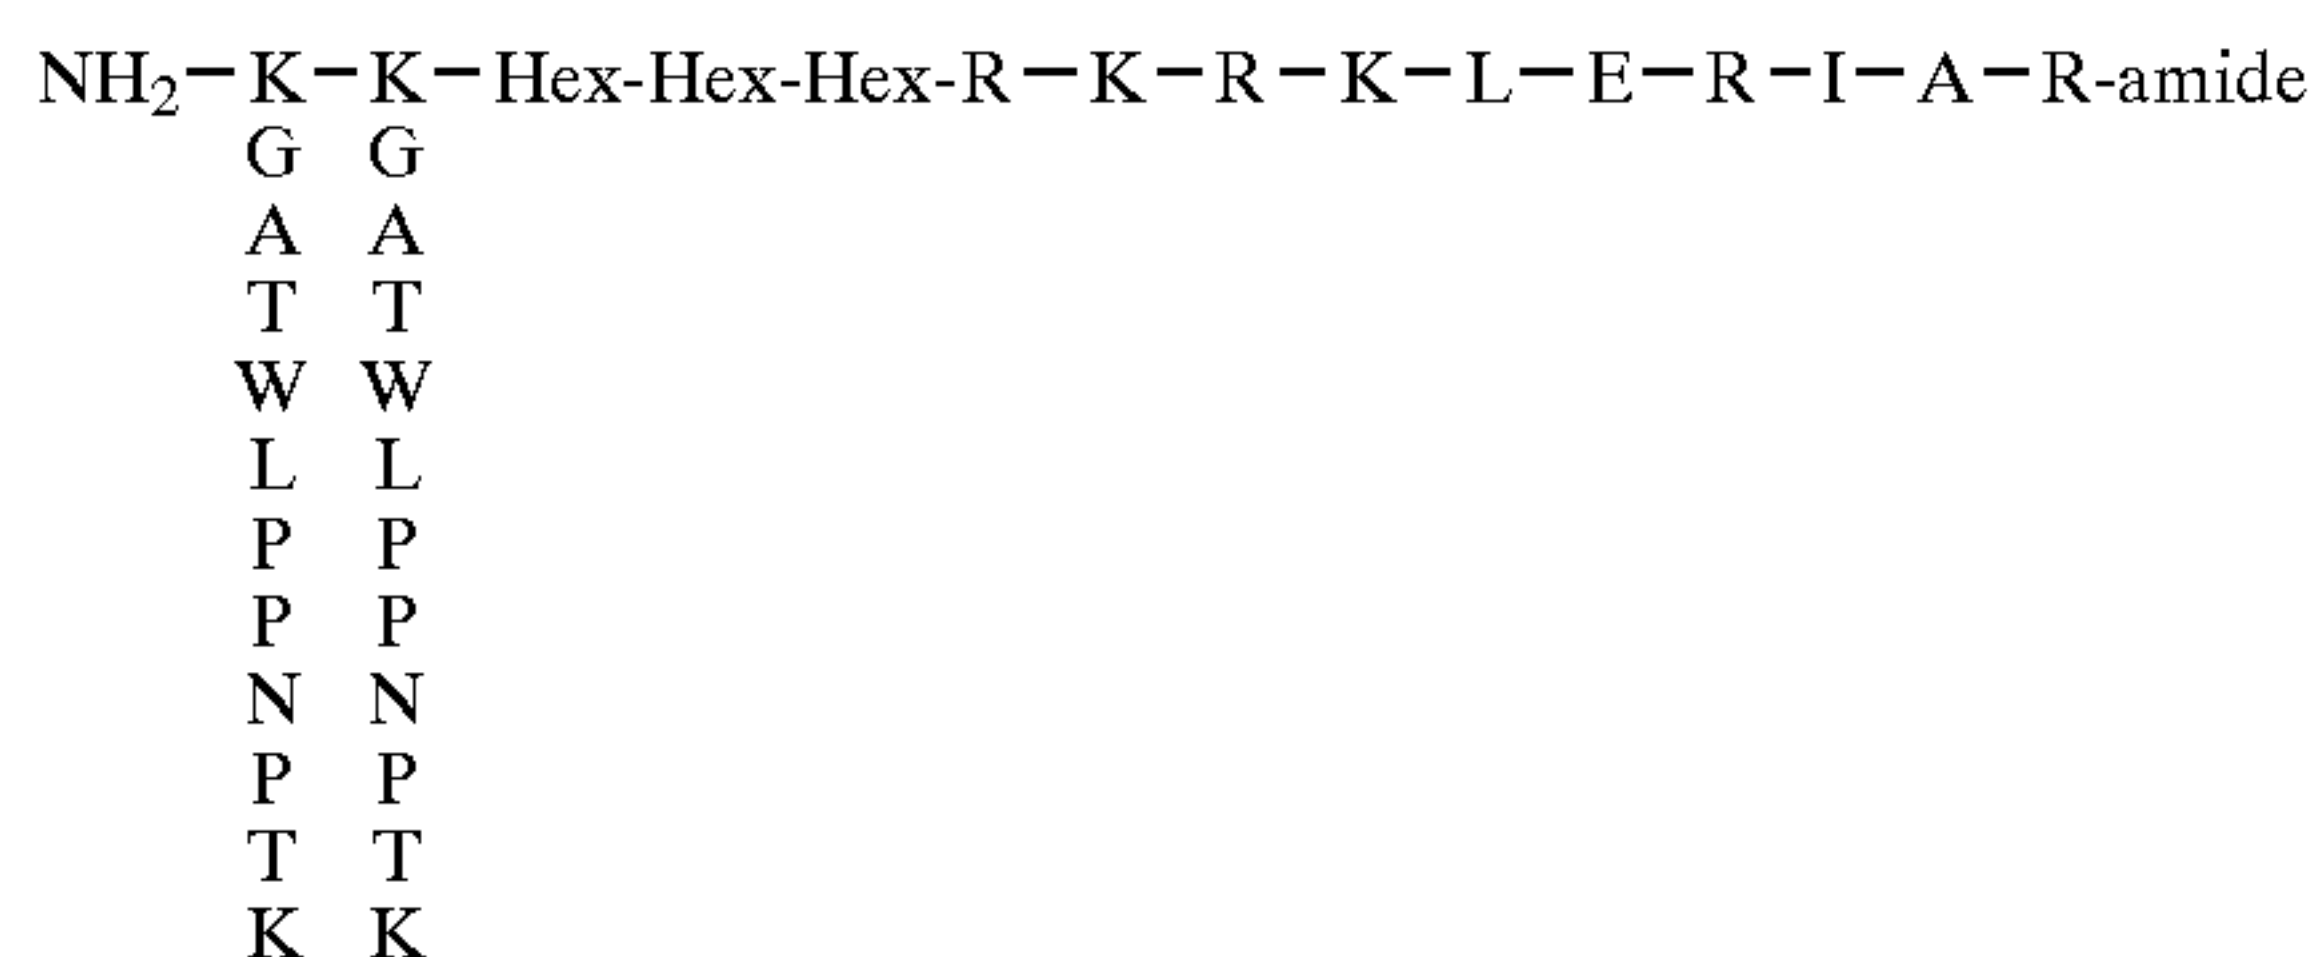 NH₂-K-K-Hex-Hex-Hex-R-K-R-K-L-E-R-I-A-R-amide
G G
A A
T T
W W
L L
P P
P P
N N
P P
T T
K K